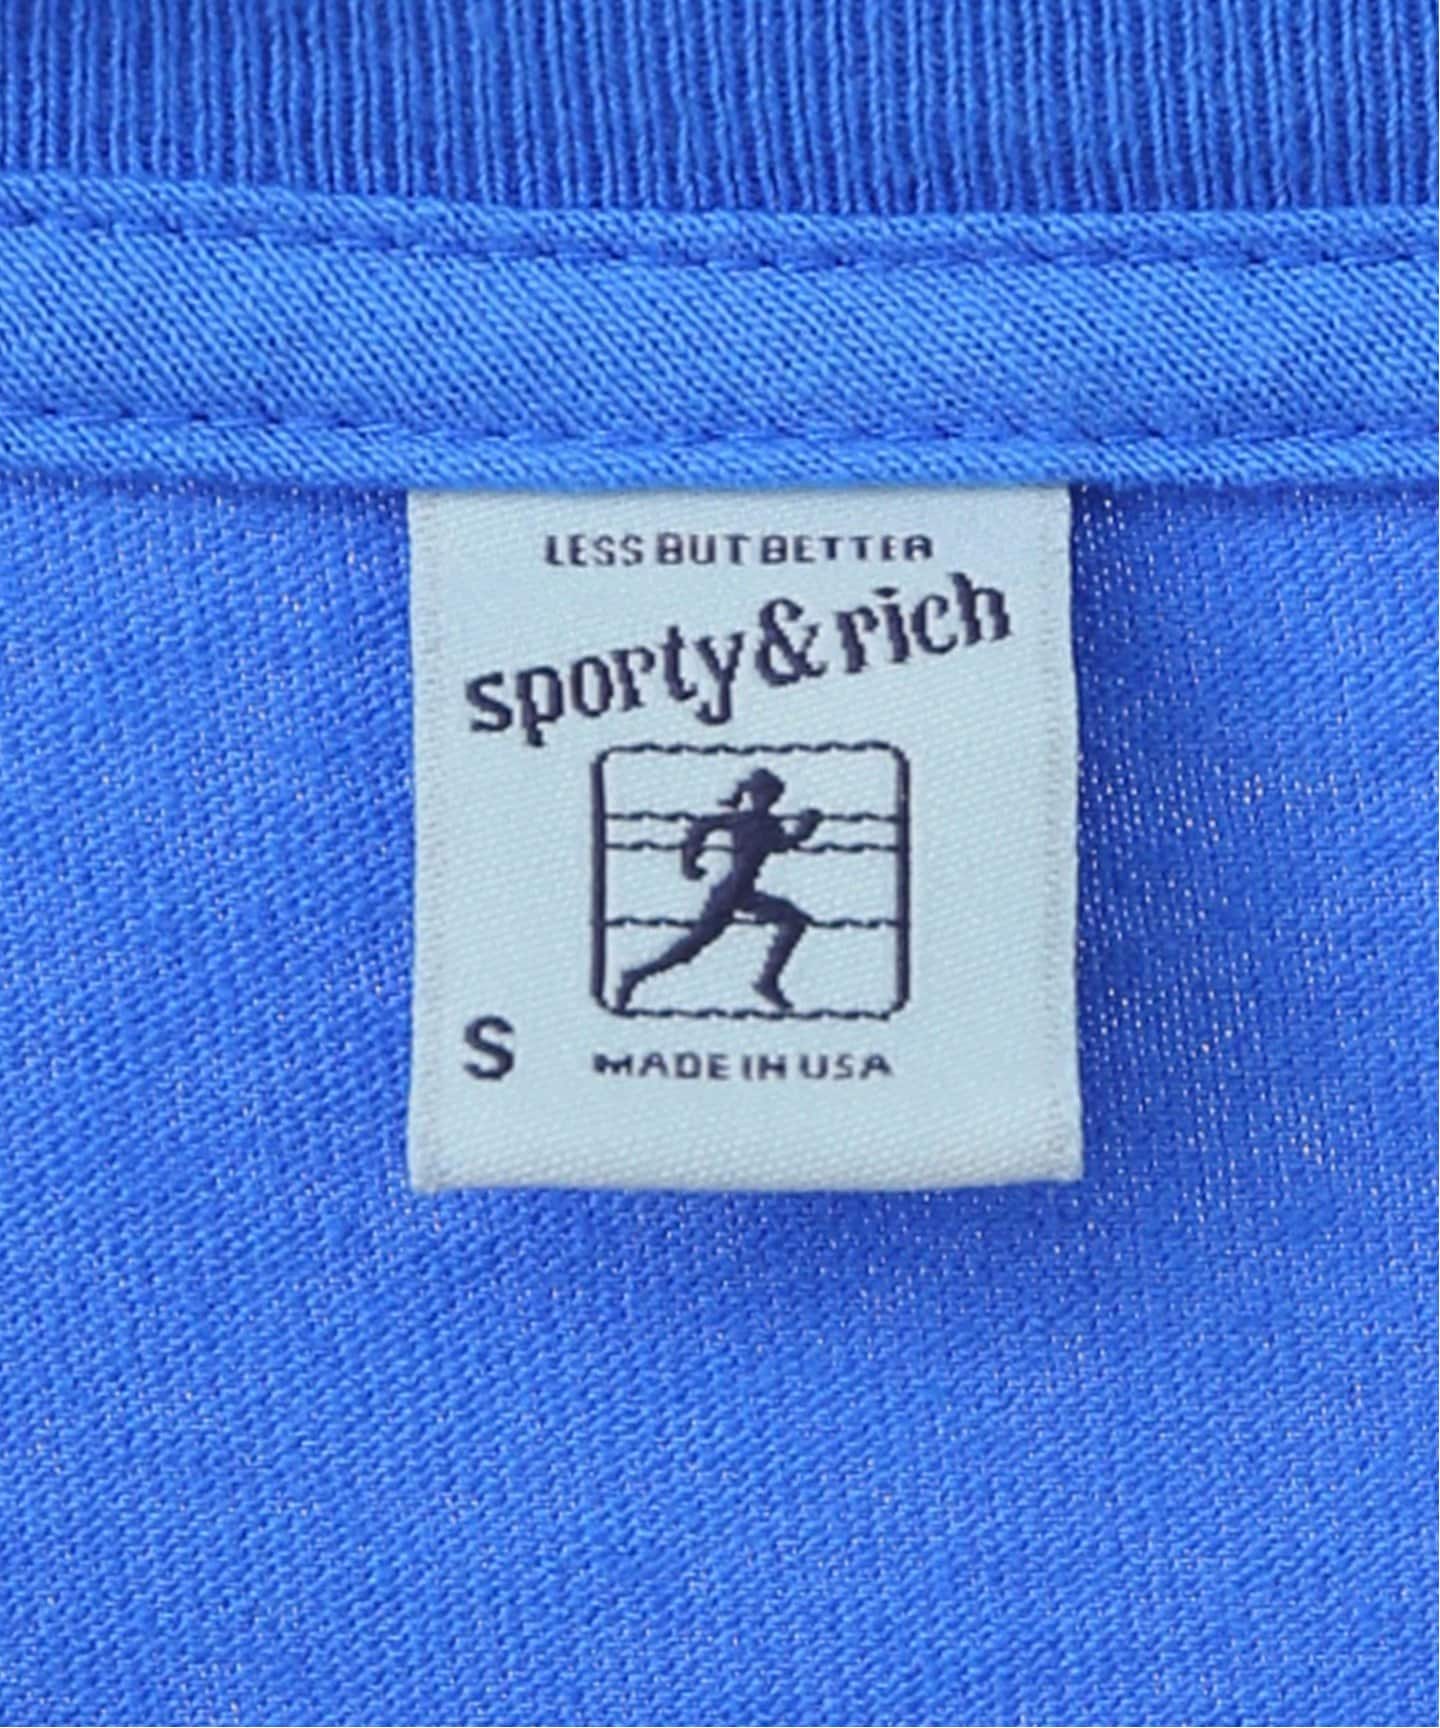 LESS BUT BETTER
sporty & rich
S
MADE IN USA